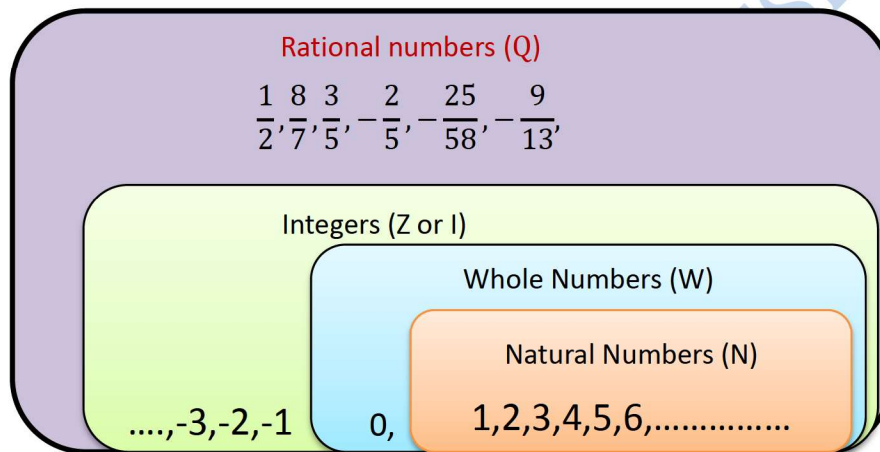 Rational numbers (Q)
1/2, 8/7, 3/5, −2/5, −25/58, −9/13,
Integers (Z or I)
Whole Numbers (W)
Natural Numbers (N)
....,-3,-2,-1 0, 1,2,3,4,5,6,...............